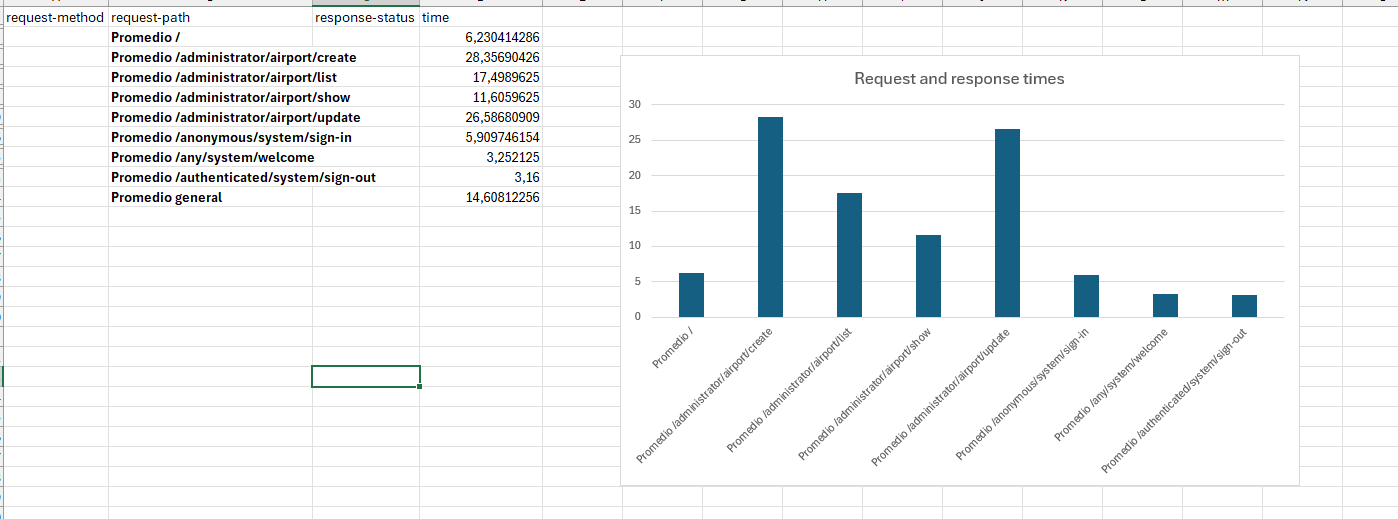 request-method request-path response-status time
Promedio / 6,230414286
Promedio /administrator/airport/create 28,35690426
Promedio /administrator/airport/list 17,4989625
Promedio /administrator/airport/show 11,6059625
Promedio /administrator/airport/update 26,58680909
Promedio /anonymous/system/sign-in 5,909746154
Promedio /any/system/welcome 3,252125
Promedio /authenticated/system/sign-out 3,16
Promedio general 14,60812256
Request and response times
30
25
20
15
10
5
0
Promedio /
Promedio /administrator/airport/create
Promedio /administrator/airport/list
Promedio /administrator/airport/show
Promedio /administrator/airport/update
Promedio /anonymous/system/sign-in
Promedio /any/system/welcome
Promedio /authenticated/system/sign-out